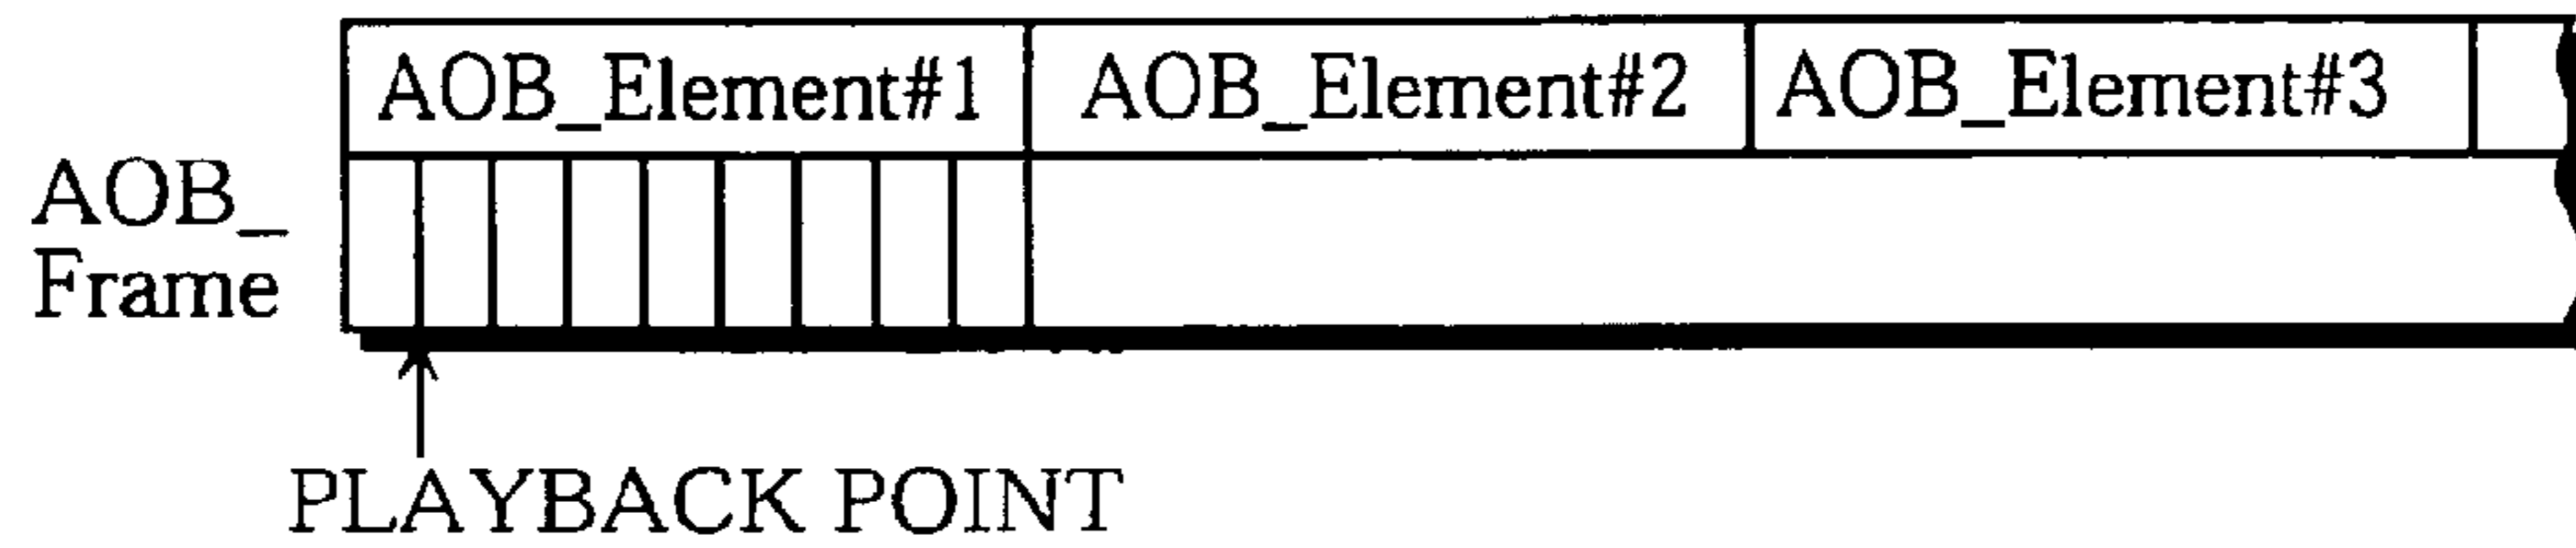 AOB_Element#1 AOB_Element#2 AOB_Element#3
AOB_
Frame
PLAYBACK POINT